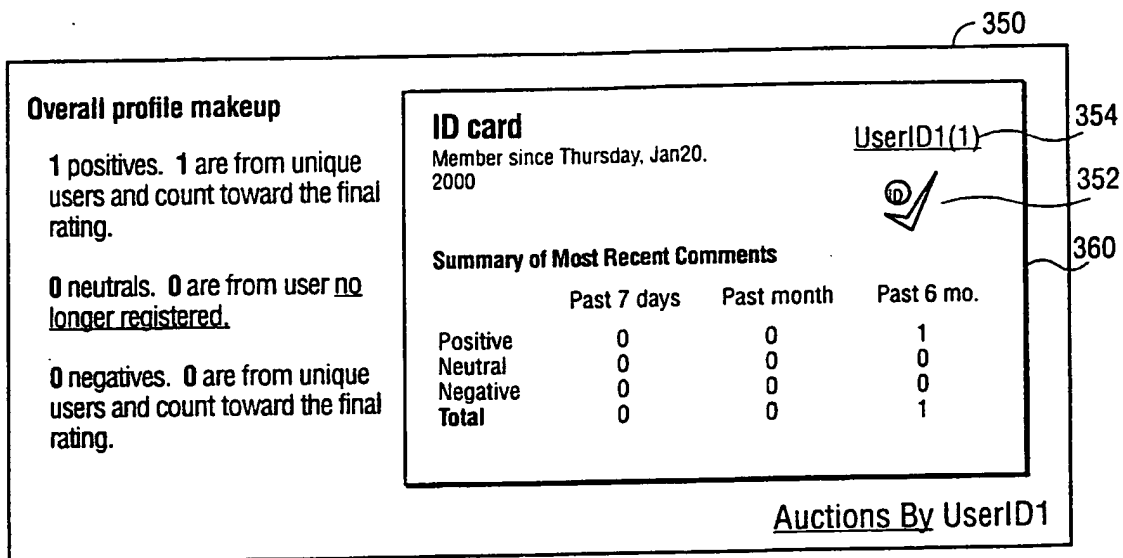 350
Overall profile makeup
1 positives. 1 are from unique
users and count toward the final
rating.
0 neutrals. 0 are from user no
longer registered.
0 negatives. 0 are from unique
users and count toward the final
rating.
ID card
Member since Thursday, Jan20.
2000
UserID1(1)
354
iD
352
360
Summary of Most Recent Comments
Past 7 days Past month Past 6 mo.
Positive 0 0 1
Neutral 0 0 0
Negative 0 0 0
Total 0 0 1
Auctions By UserID1